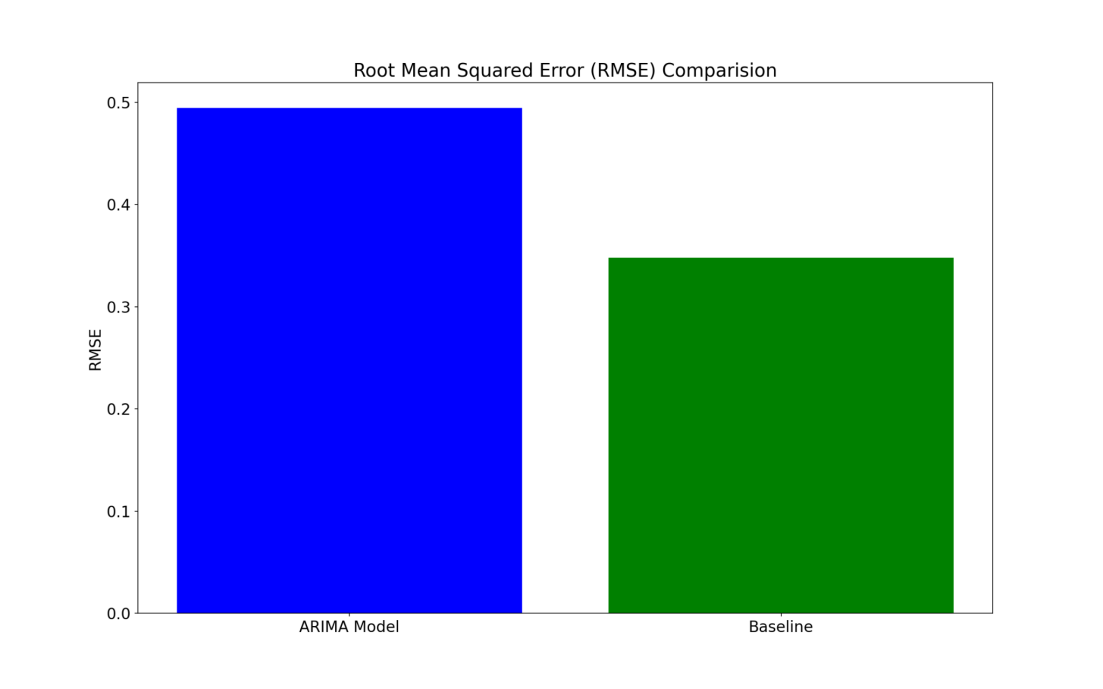 Root Mean Squared Error (RMSE) Comparision
0.5
0.4
0.3
0.2
0.1
0.0
RMSE
ARIMA Model
Baseline